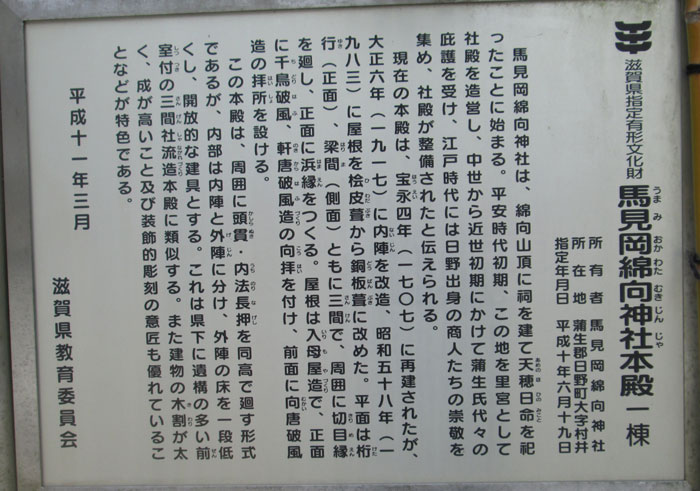 滋賀県指定有形文化財
馬見岡綿向神社本殿 一棟
うまみおかわたむきじんじゃ
所有者 馬見岡綿向神社
所在地 蒲生郡日野町大字村井
指定年月日 平成十年六月十九日
馬見岡綿向神社は、綿向山頂に祠を建て天穂日命を祀
ったことに始まる。平安時代初期、この地を里宮として
社殿を造営し、中世から近世初期にかけて蒲生氏代々の
庇護を受け、江戸時代には日野出身の商人たちの崇敬を
集め、社殿が整備されたと伝えられる。
現在の本殿は、宝永四年（一七〇七）に再建されたが、
大正六年（一九一七）に内陣を改造、昭和五十八年（一
九八三）に屋根を桧皮葺から銅板葺に改めた。平面は桁
行（正面）、梁間（側面）ともに三間で、周囲に切目縁
を廻し、正面に浜縁をつくる。屋根は入母屋造で、正面
に千鳥破風、軒唐破風造の向拝を付け、前面に向唐破風
造の拝所を設ける。
この本殿は、周囲に頭貫・内法長押を同高で廻す形式
であるが、内部は内陣と外陣に分け、外陣の床を一段低
くし、開放的な建具とする。これは県下に遺構の多い前
室付の三間社流造本殿に類似する。また建物の木割が太
く、成が高いこと及び装飾的彫刻の意匠も優れているこ
となどが特色である。
平成十一年三月
滋賀県教育委員会